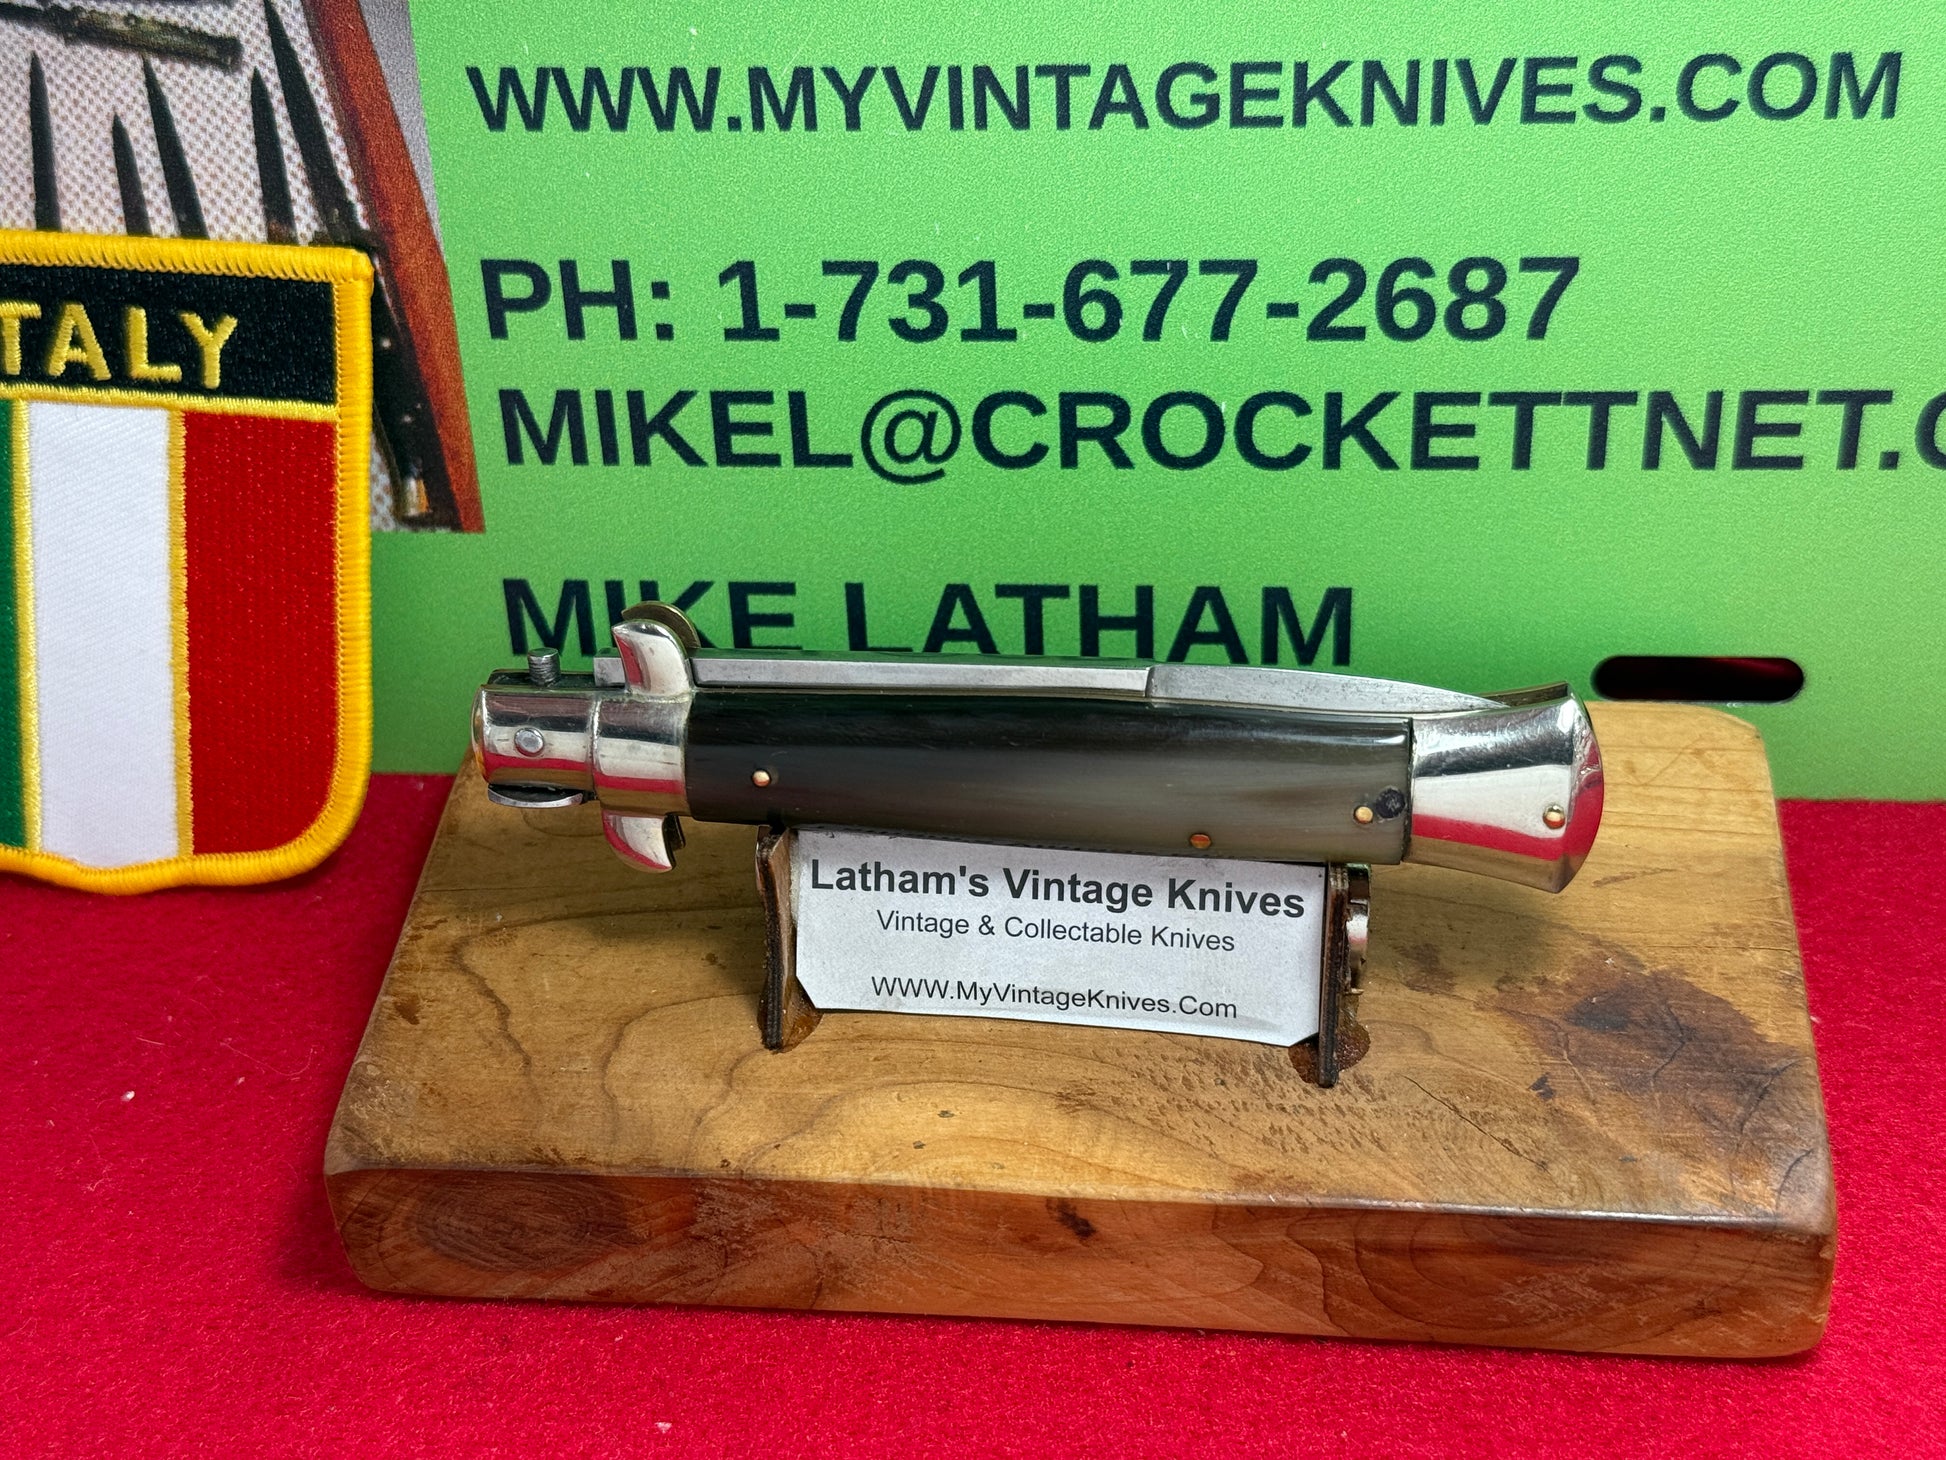 WWW.MYVINTAGEKNIVES.COM
PH: 1-731-677-2687
MIKEL@CROCKETTNET.C
MIKE LATHAM
TALY
Latham's Vintage Knives
Vintage & Collectable Knives
WWW.MyVintageKnives.Com